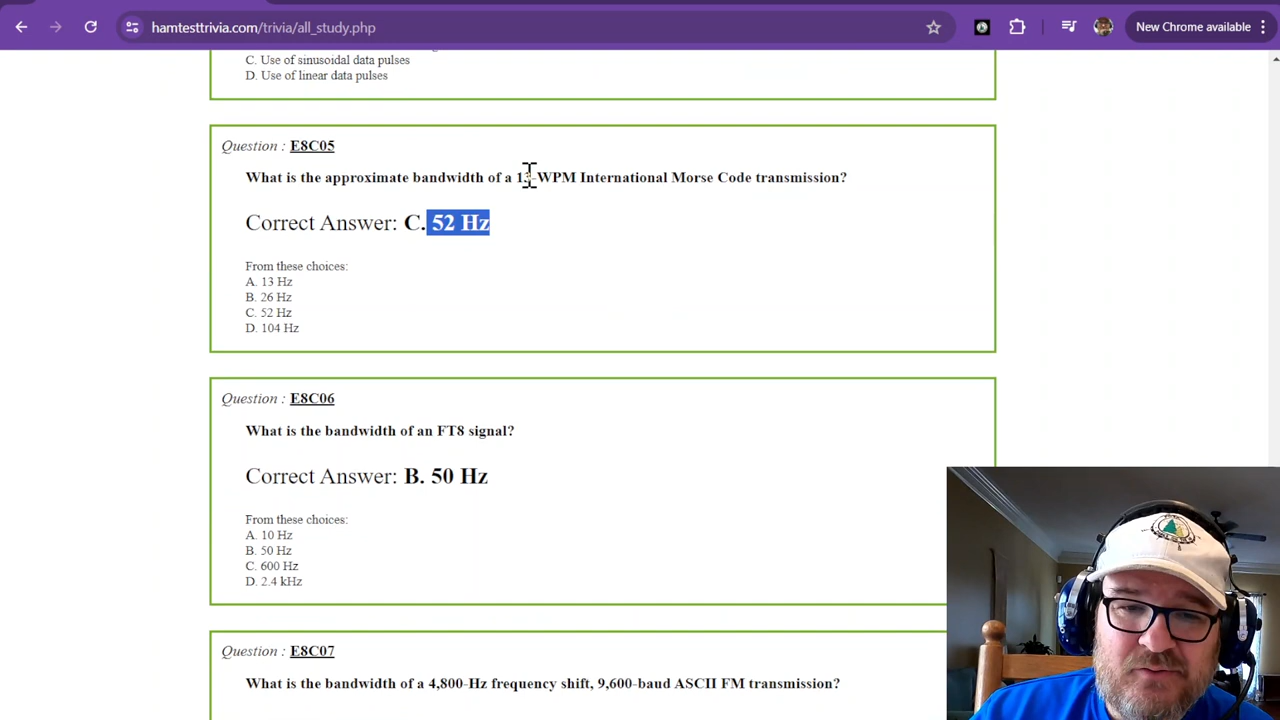 hamtesttrivia.com/trivia/all_study.php
New Chrome available
C. Use of sinusoidal data pulses
D. Use of linear data pulses
Question : E8C05
What is the approximate bandwidth of a 13-WPM International Morse Code transmission?
Correct Answer: C. 52 Hz
From these choices:
A. 13 Hz
B. 26 Hz
C. 52 Hz
D. 104 Hz
Question : E8C06
What is the bandwidth of an FT8 signal?
Correct Answer: B. 50 Hz
From these choices:
A. 10 Hz
B. 50 Hz
C. 600 Hz
D. 2.4 kHz
Question : E8C07
What is the bandwidth of a 4,800-Hz frequency shift, 9,600-baud ASCII FM transmission?